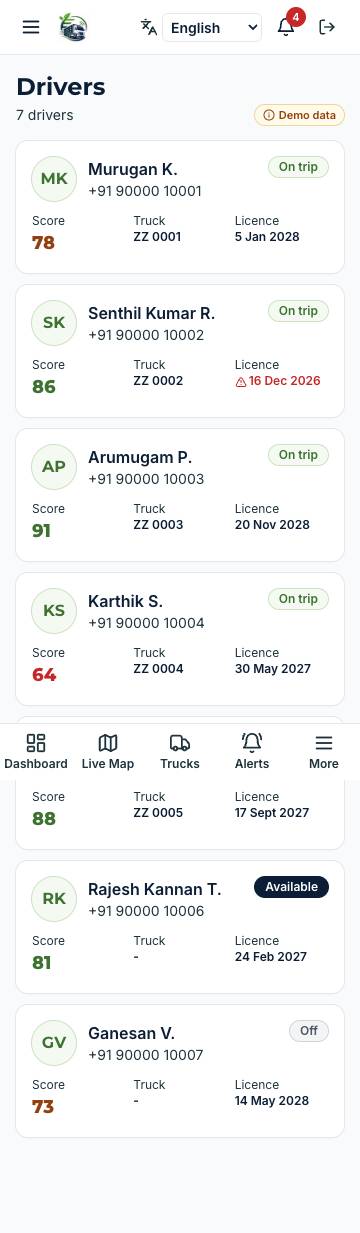 English
4
Drivers
7 drivers
Demo data
MK
Murugan K.
On trip
+91 90000 10001
Score
Truck
Licence
78
ZZ 0001
5 Jan 2028
SK
Senthil Kumar R.
On trip
+91 90000 10002
Score
Truck
Licence
86
ZZ 0002
16 Dec 2026
AP
Arumugam P.
On trip
+91 90000 10003
Score
Truck
Licence
91
ZZ 0003
20 Nov 2028
KS
Karthik S.
On trip
+91 90000 10004
Score
Truck
Licence
64
ZZ 0004
30 May 2027
Dashboard
Live Map
Trucks
Alerts
More
Score
Truck
Licence
88
ZZ 0005
17 Sept 2027
RK
Rajesh Kannan T.
Available
+91 90000 10006
Score
Truck
Licence
81
-
24 Feb 2027
GV
Ganesan V.
Off
+91 90000 10007
Score
Truck
Licence
73
-
14 May 2028